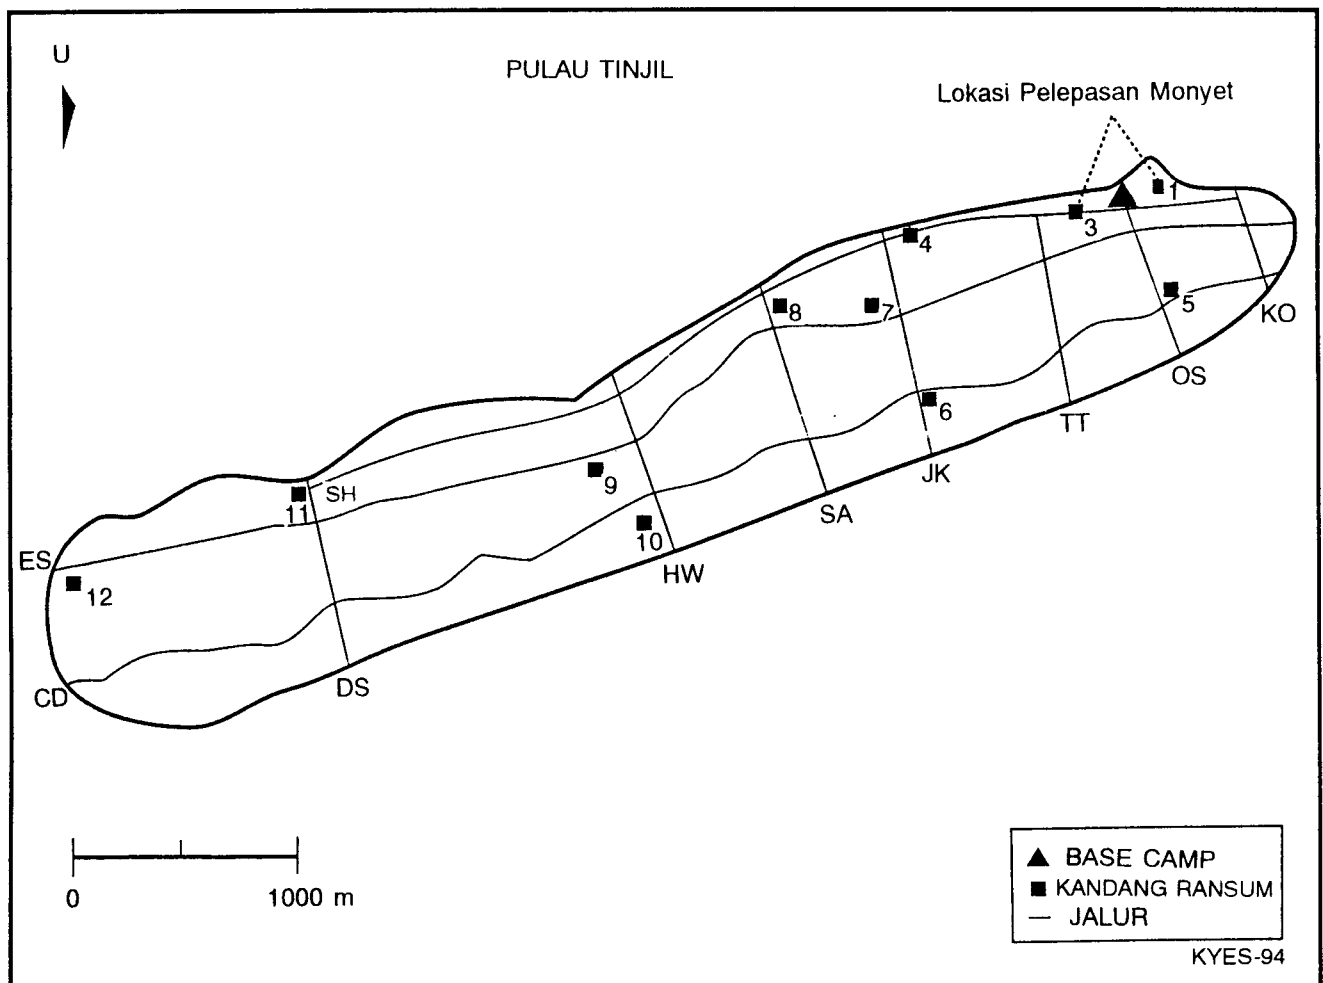 U
PULAU TINJIL
Lokasi Pelepasan Monyet
1
3
4
5
KO
8
7
OS
6
TT
JK
9
SH
11
SA
10
ES
HW
12
DS
CD
0
1000 m
BASE CAMP
KANDANG RANSUM
JALUR
KYES-94